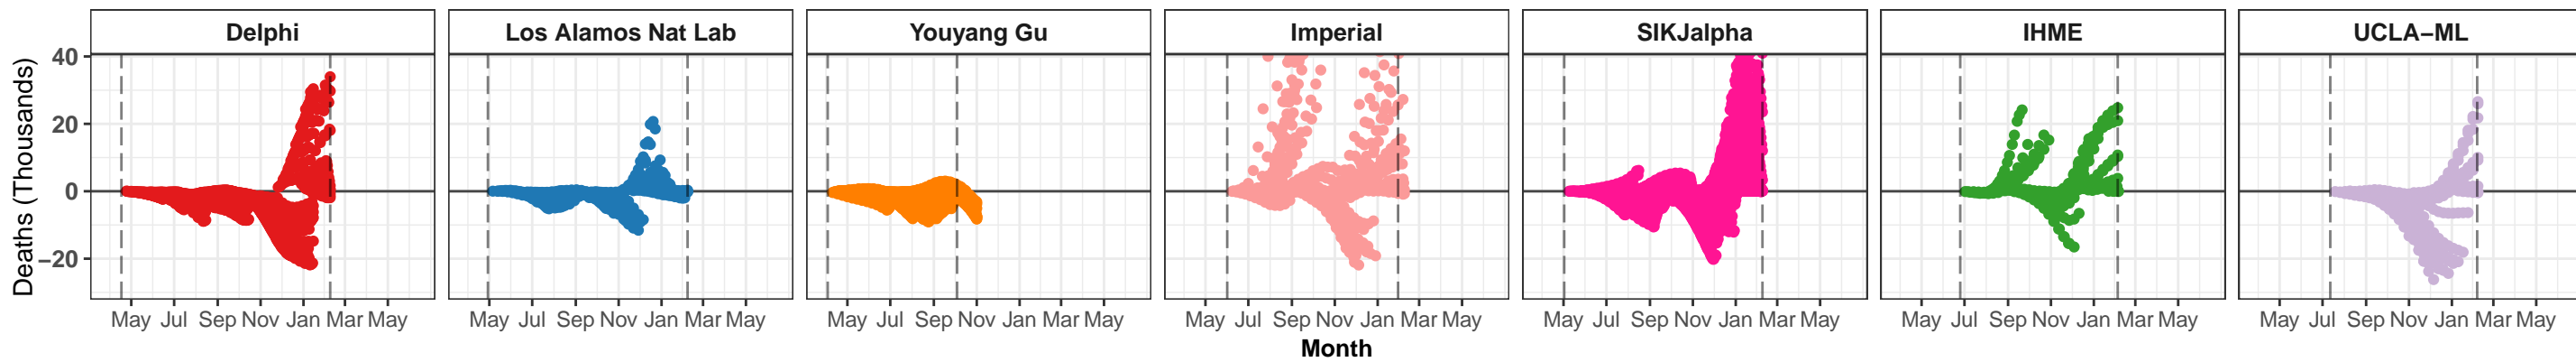 Delphi Los Alamos Nat Lab Youyang Gu Imperial SIKJalpha IHME UCLA−ML
Deaths (Thousands)
40
20
0
−20
May Jul Sep Nov Jan Mar May May Jul Sep Nov Jan Mar May May Jul Sep Nov Jan Mar May May Jul Sep Nov Jan Mar May May Jul Sep Nov Jan Mar May May Jul Sep Nov Jan Mar May May Jul Sep Nov Jan Mar May
Month